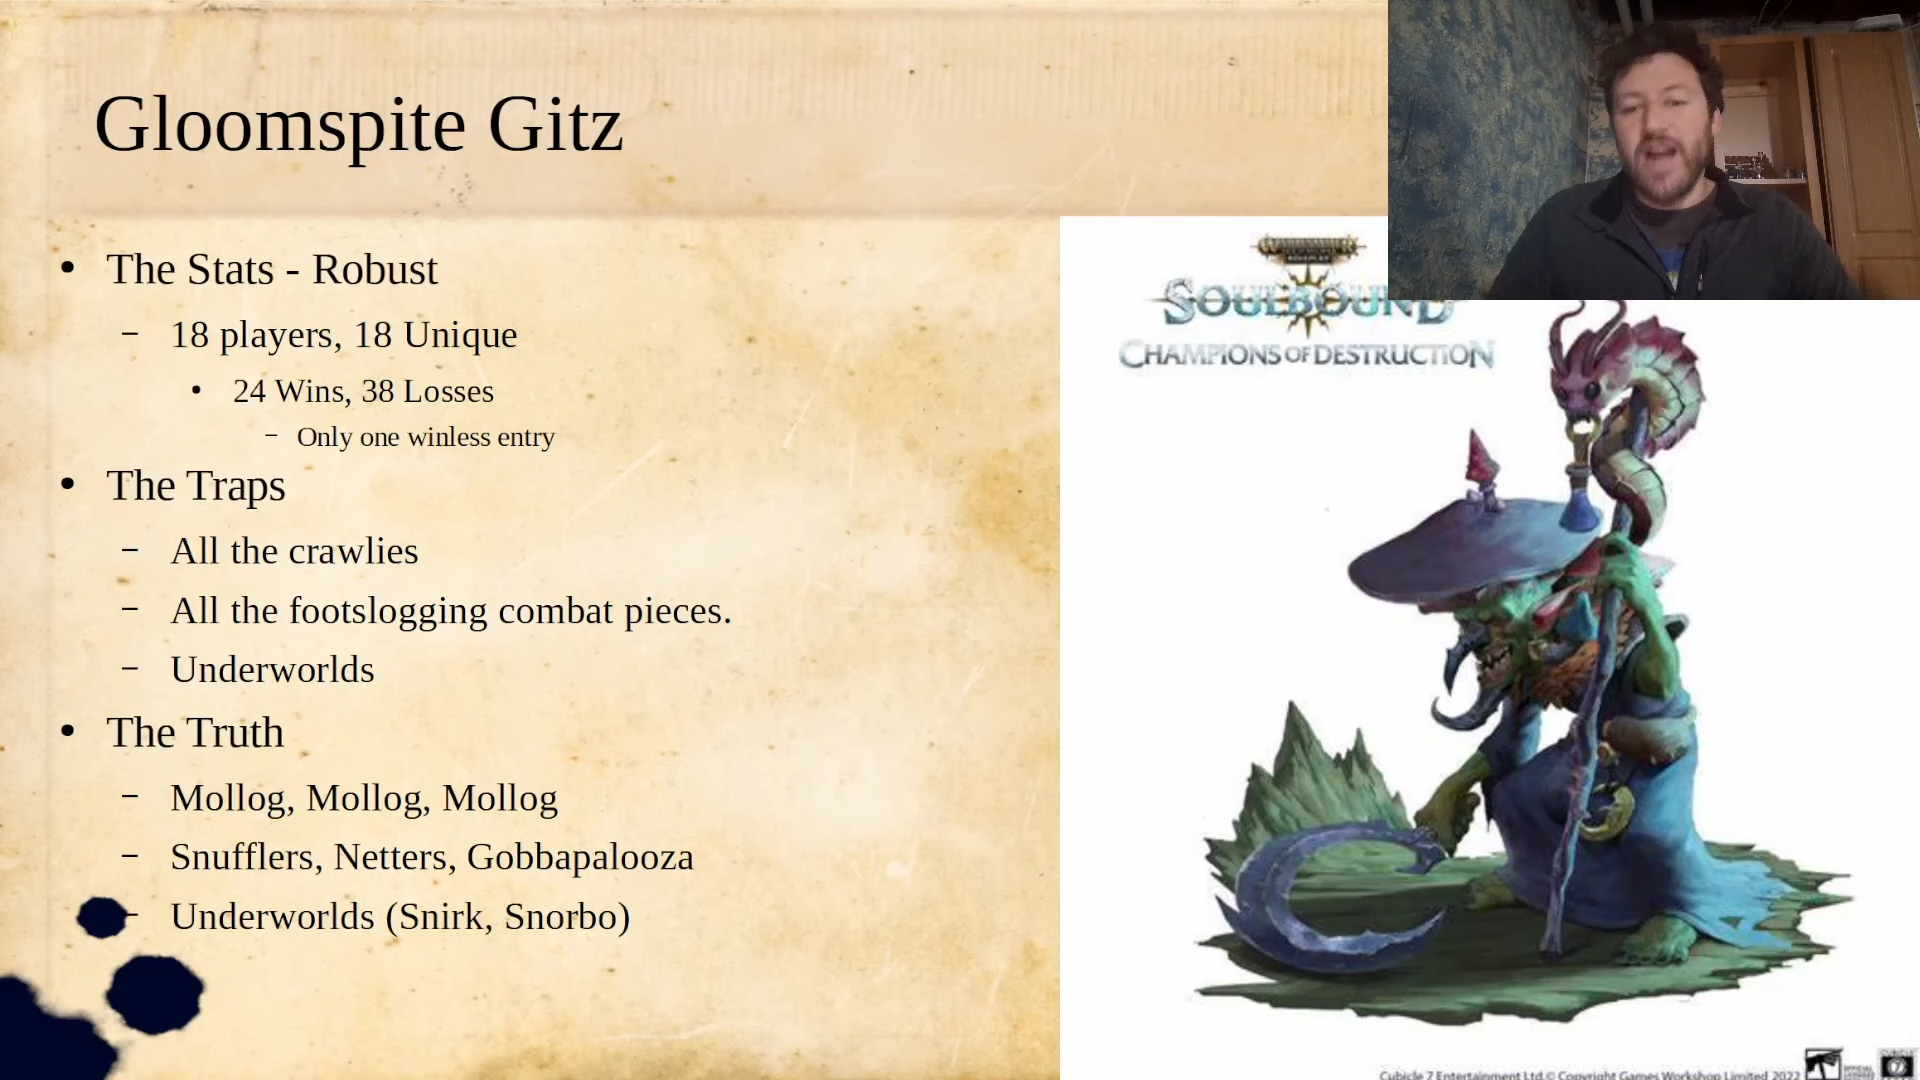 Gloomspite Gitz
The Stats - Robust
18 players, 18 Unique
24 Wins, 38 Losses
Only one winless entry
The Traps
All the crawlies
All the footslogging combat pieces.
Underworlds
The Truth
Mollog, Mollog, Mollog
Snufflers, Netters, Gobbapalooza
Underworlds (Snirk, Snorbo)
WARHAMMER
SOULBOUND
CHAMPIONS OF DESTRUCTION
Cubicle 7 Entertainment Ltd © Copyright Games Workshop Limited 2022